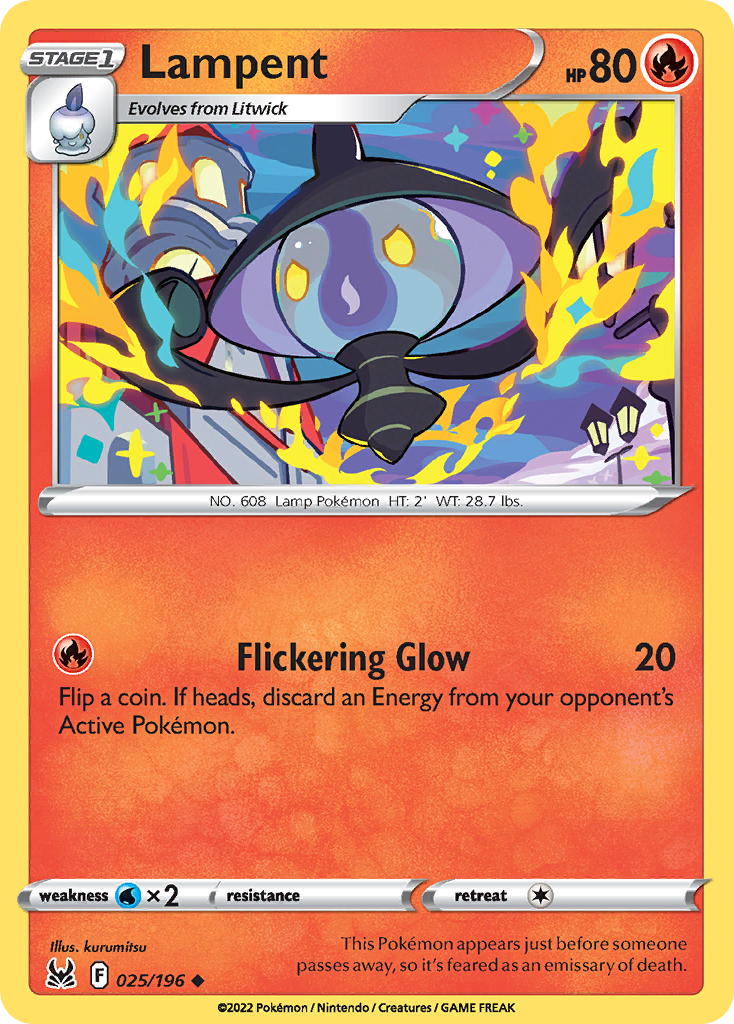 STAGE1
Lampent
HP 80
Evolves from Litwick
NO. 608 Lamp Pokémon HT: 2' WT: 28.7 lbs.
Flickering Glow 20
Flip a coin. If heads, discard an Energy from your opponent's
Active Pokémon.
weakness ×2 resistance retreat
Illus. kurumitsu
This Pokémon appears just before someone
passes away, so it's feared as an emissary of death.
F 025/196
©2022 Pokémon / Nintendo / Creatures / GAME FREAK